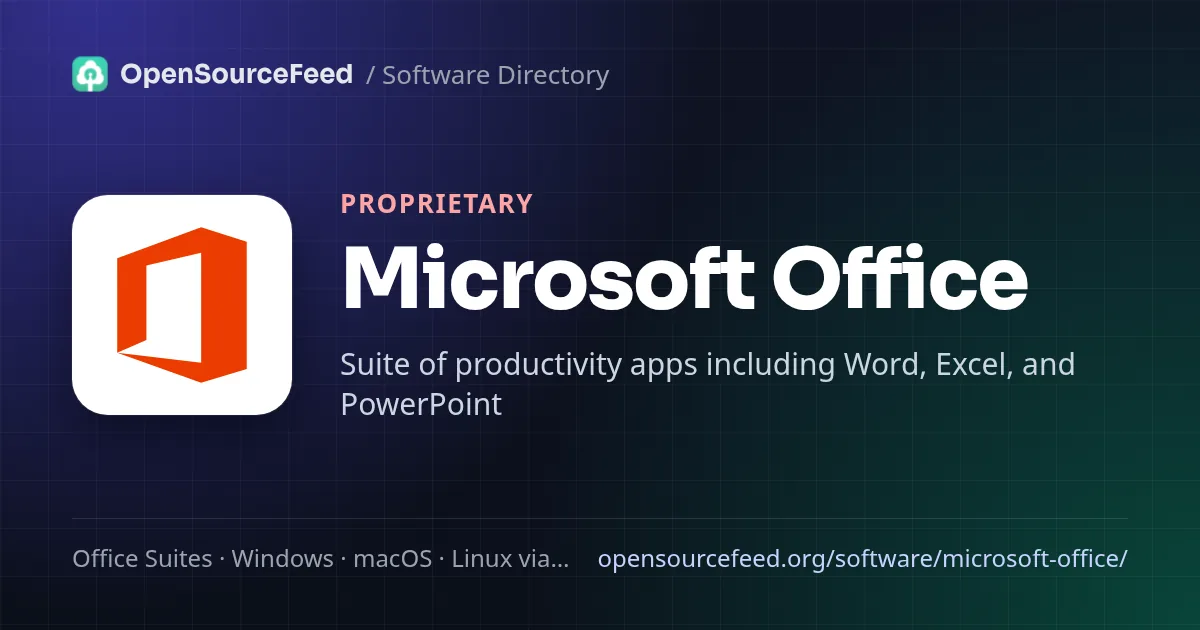 OpenSourceFeed / Software Directory
PROPRIETARY
Microsoft Office
Suite of productivity apps including Word, Excel, and
PowerPoint
Office Suites · Windows · macOS · Linux via... opensourcefeed.org/software/microsoft-office/